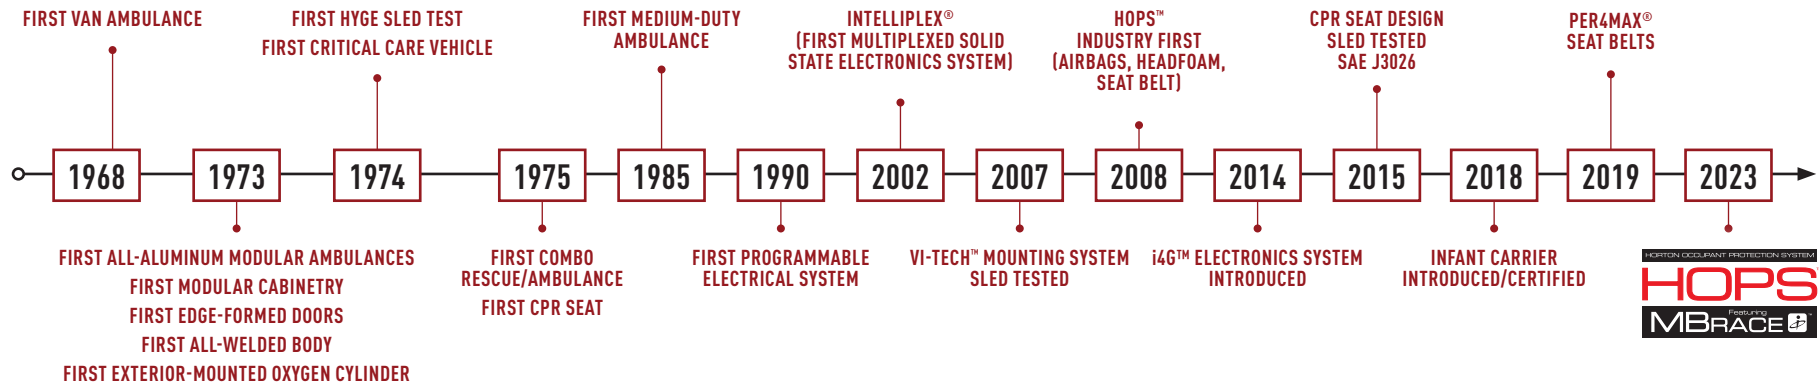 FIRST VAN AMBULANCE
1968
1973
FIRST ALL-ALUMINUM MODULAR AMBULANCES
FIRST MODULAR CABINETRY
FIRST EDGE-FORMED DOORS
FIRST ALL-WELDED BODY
FIRST EXTERIOR-MOUNTED OXYGEN CYLINDER
FIRST HYGE SLED TEST
FIRST CRITICAL CARE VEHICLE
1974
1975
FIRST COMBO
RESCUE/AMBULANCE
FIRST CPR SEAT
FIRST MEDIUM-DUTY
AMBULANCE
1985
1990
FIRST PROGRAMMABLE
ELECTRICAL SYSTEM
INTELLIPLEX®
(FIRST MULTIPLEXED SOLID
STATE ELECTRONICS SYSTEM)
2002
2007
VI-TECH™ MOUNTING SYSTEM
SLED TESTED
HOPS™
INDUSTRY FIRST
(AIRBAGS, HEADFOAM,
SEAT BELT)
2008
2014
i4G™ ELECTRONICS SYSTEM
INTRODUCED
CPR SEAT DESIGN
SLED TESTED
SAE J3026
2015
2018
INFANT CARRIER
INTRODUCED/CERTIFIED
PER4MAX®
SEAT BELTS
2019
2023
HORTON OCCUPANT PROTECTION SYSTEM
HOPS
Featuring
MBRACE